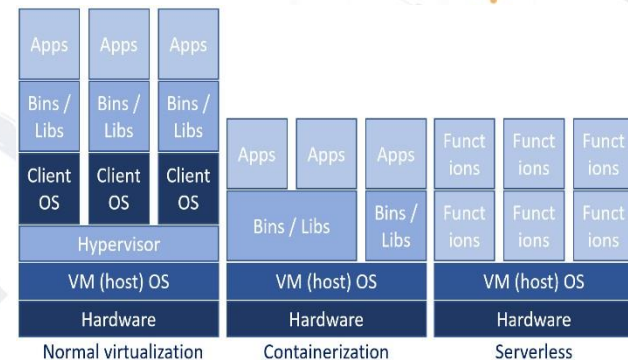 Apps Apps Apps
Bins / Bins / Bins /
Libs Libs Libs
Client Client Client
OS OS OS
Hypervisor
VM (host) OS
Hardware
Normal virtualization
Apps Apps Apps
Bins / Libs
Bins /
Libs
VM (host) OS
Hardware
Containerization
Funct Funct Funct
ions ions ions
Funct Funct Funct
ions ions ions
VM (host) OS
Hardware
Serverless